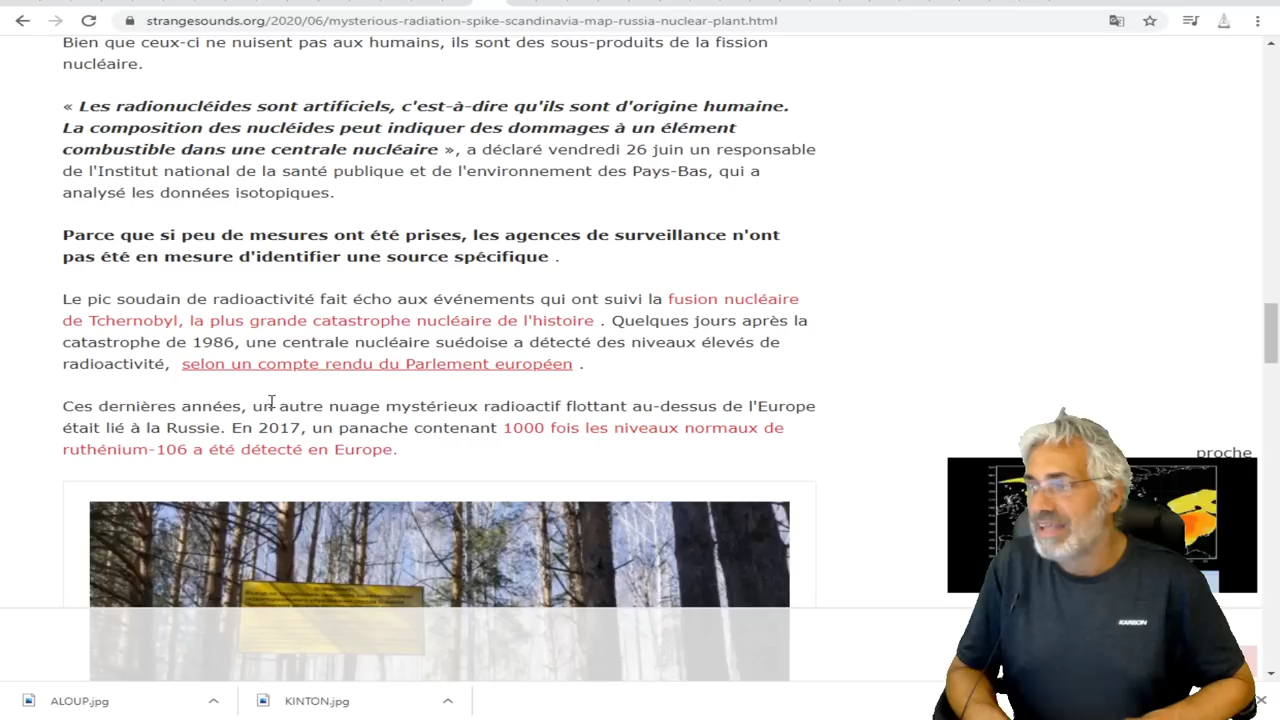 strangesounds.org/2020/06/mysterious-radiation-spike-scandinavia-map-russia-nuclear-plant.html
Bien que ceux-ci ne nuisent pas aux humains, ils sont des sous-produits de la fission
nucléaire.
« Les radionucléides sont artificiels, c'est-à-dire qu'ils sont d'origine humaine.
La composition des nucléides peut indiquer des dommages à un élément
combustible dans une centrale nucléaire », a déclaré vendredi 26 juin un responsable
de l'Institut national de la santé publique et de l'environnement des Pays-Bas, qui a
analysé les données isotopiques.
Parce que si peu de mesures ont été prises, les agences de surveillance n'ont
pas été en mesure d'identifier une source spécifique .
Le pic soudain de radioactivité fait écho aux événements qui ont suivi la fusion nucléaire
de Tchernobyl, la plus grande catastrophe nucléaire de l'histoire . Quelques jours après la
catastrophe de 1986, une centrale nucléaire suédoise a détecté des niveaux élevés de
radioactivité, selon un compte rendu du Parlement européen .
Ces dernières années, un autre nuage mystérieux radioactif flottant au-dessus de l'Europe
était lié à la Russie. En 2017, un panache contenant 1000 fois les niveaux normaux de
ruthénium-106 a été détecté en Europe.
proche
KARBON
ALOUP.jpg
KINTON.jpg